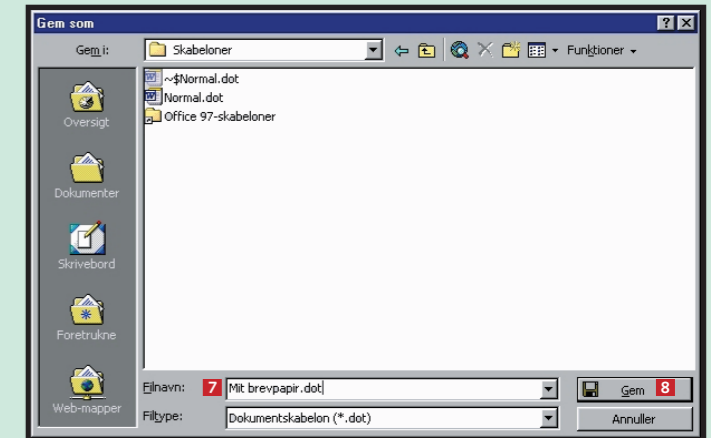 Gem som
Gem i: Skabeloner Funktioner
~$Normal.dot
Normal.dot
Office 97-skabeloner
Oversigt
Dokumenter
Skrivebord
Foretrukne
Web-mapper
Filnavn: 7 Mit brevpapir.dot Gem 8
Filtype: Dokumentskabelon (*.dot) Annuller